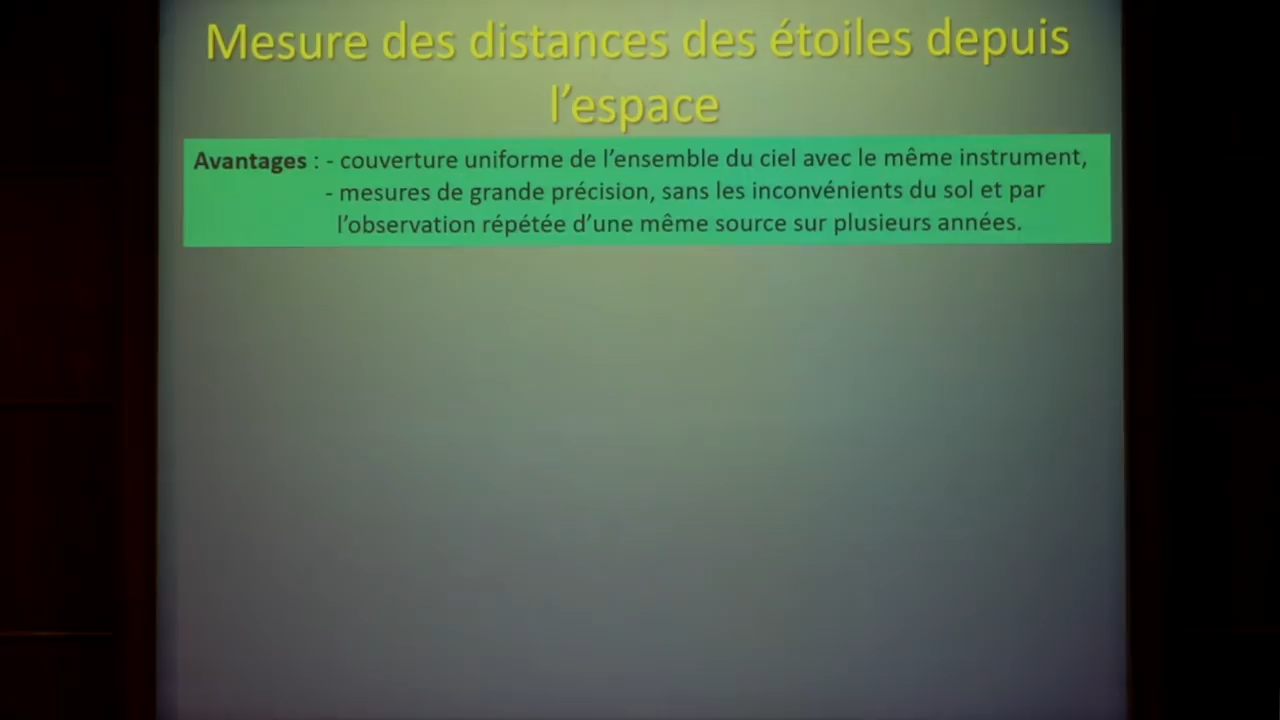 Mesure des distances des étoiles depuis
l’espace
Avantages : - couverture uniforme de l’ensemble du ciel avec le même instrument,
- mesures de grande précision, sans les inconvénients du sol et par
l’observation répétée d’une même source sur plusieurs années.